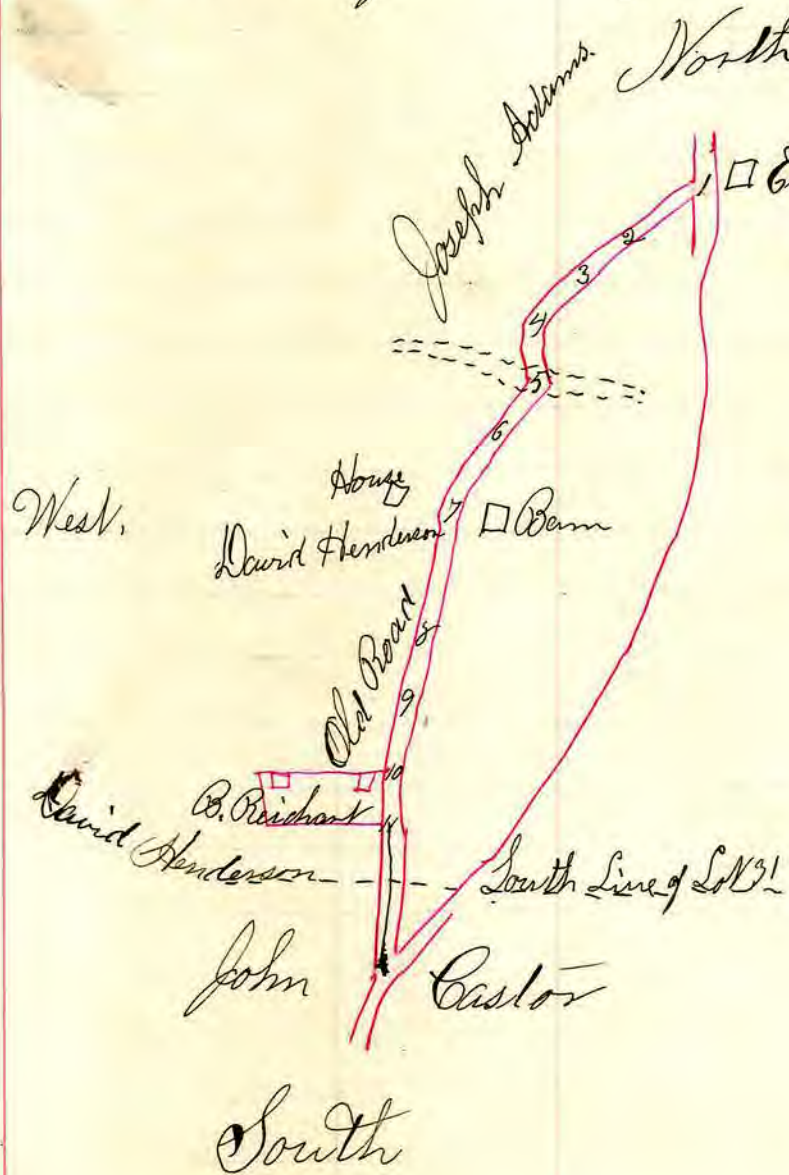 North
Joseph Adams.
1
2
3
4
5
6
House
West.
7
Barn
David Henderson
8
Old Road
9
10
B. Reichart
11
David Henderson
South Line of Lot 31
John Castor
South